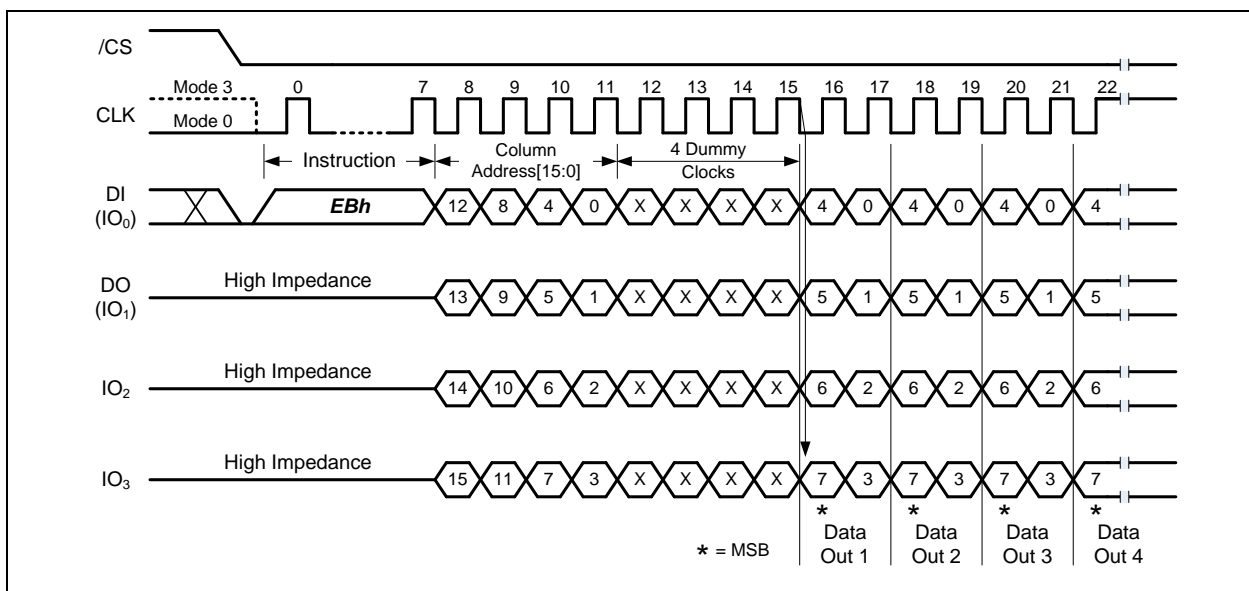 /CS
Mode 3 0 7 8 9 10 11 12 13 14 15 16 17 18 19 20 21 22
CLK
Mode 0
Instruction
Column
Address[15:0]
4 Dummy
Clocks
DI
(IO0)
EBh 12 8 4 0 X X X X 4 0 4 0 4 0 4
High Impedance
DO
(IO1)
13 9 5 1 X X X X 5 1 5 1 5 1 5
High Impedance
IO2 14 10 6 2 X X X X 6 2 6 2 6 2 6
High Impedance
IO3 15 11 7 3 X X X X 7 3 7 3 7 3 7
* * * *
* = MSB
Data
Out 1
Data
Out 2
Data
Out 3
Data
Out 4